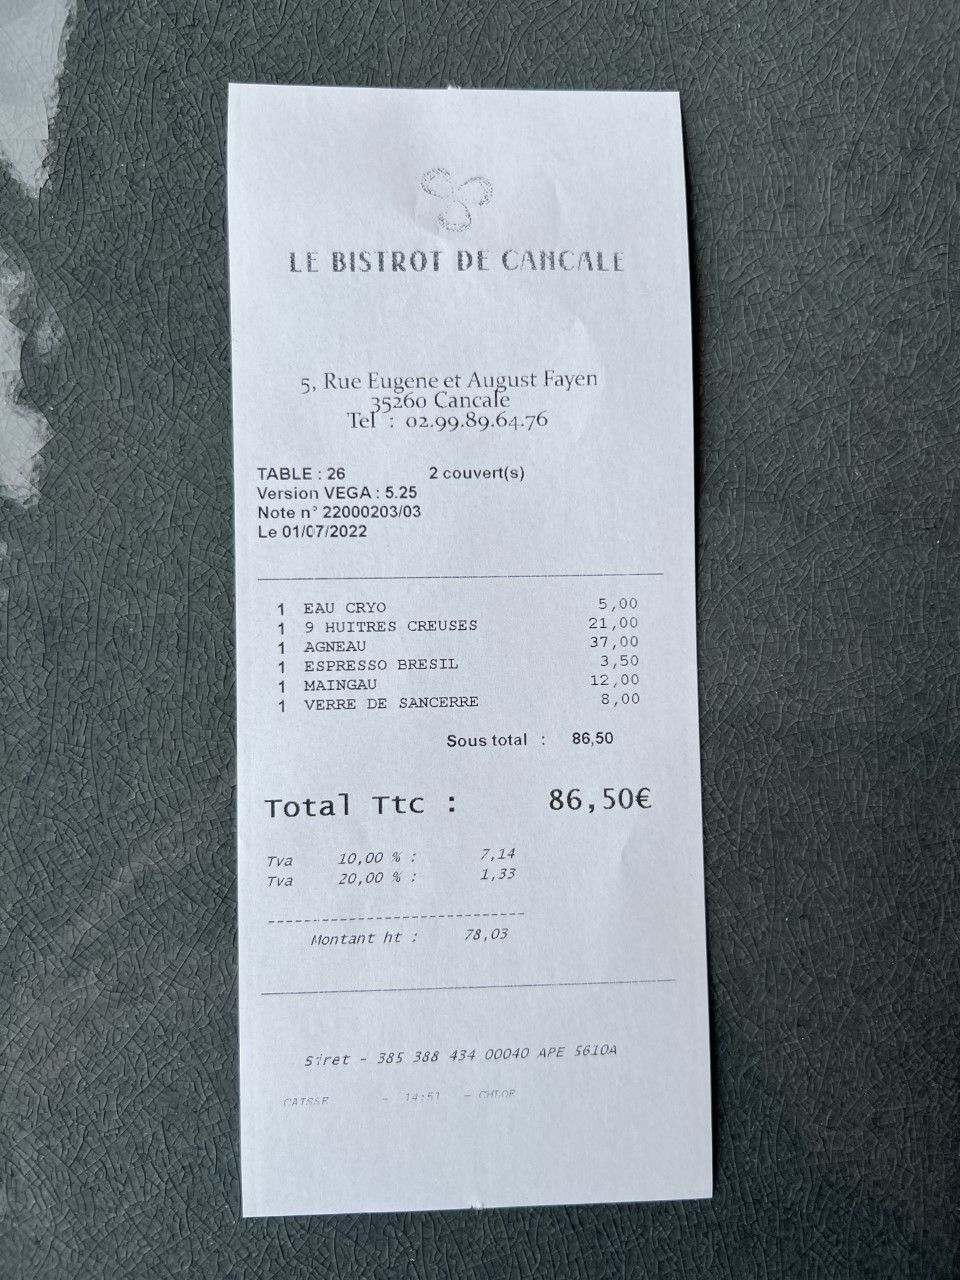 LE BISTROT DE CANCALE
5, Rue Eugene et August Fayen
35260 Cancale
Tel : 02.99.89.64.76
TABLE : 26 2 couvert(s)
Version VEGA : 5.25
Note n° 22000203/03
Le 01/07/2022
1 EAU CRYO 5,00
1 9 HUITRES CREUSES 21,00
1 AGNEAU 37,00
1 ESPRESSO BRESIL 3,50
1 MAINGAU 12,00
1 VERRE DE SANCERRE 8,00
Sous total : 86,50
Total Ttc : 86,50€
Tva 10,00 % : 7,14
Tva 20,00 % : 1,33
Montant ht : 78,03
Siret - 385 388 434 00040 APE 5610A
CAISSE - 14:51 -